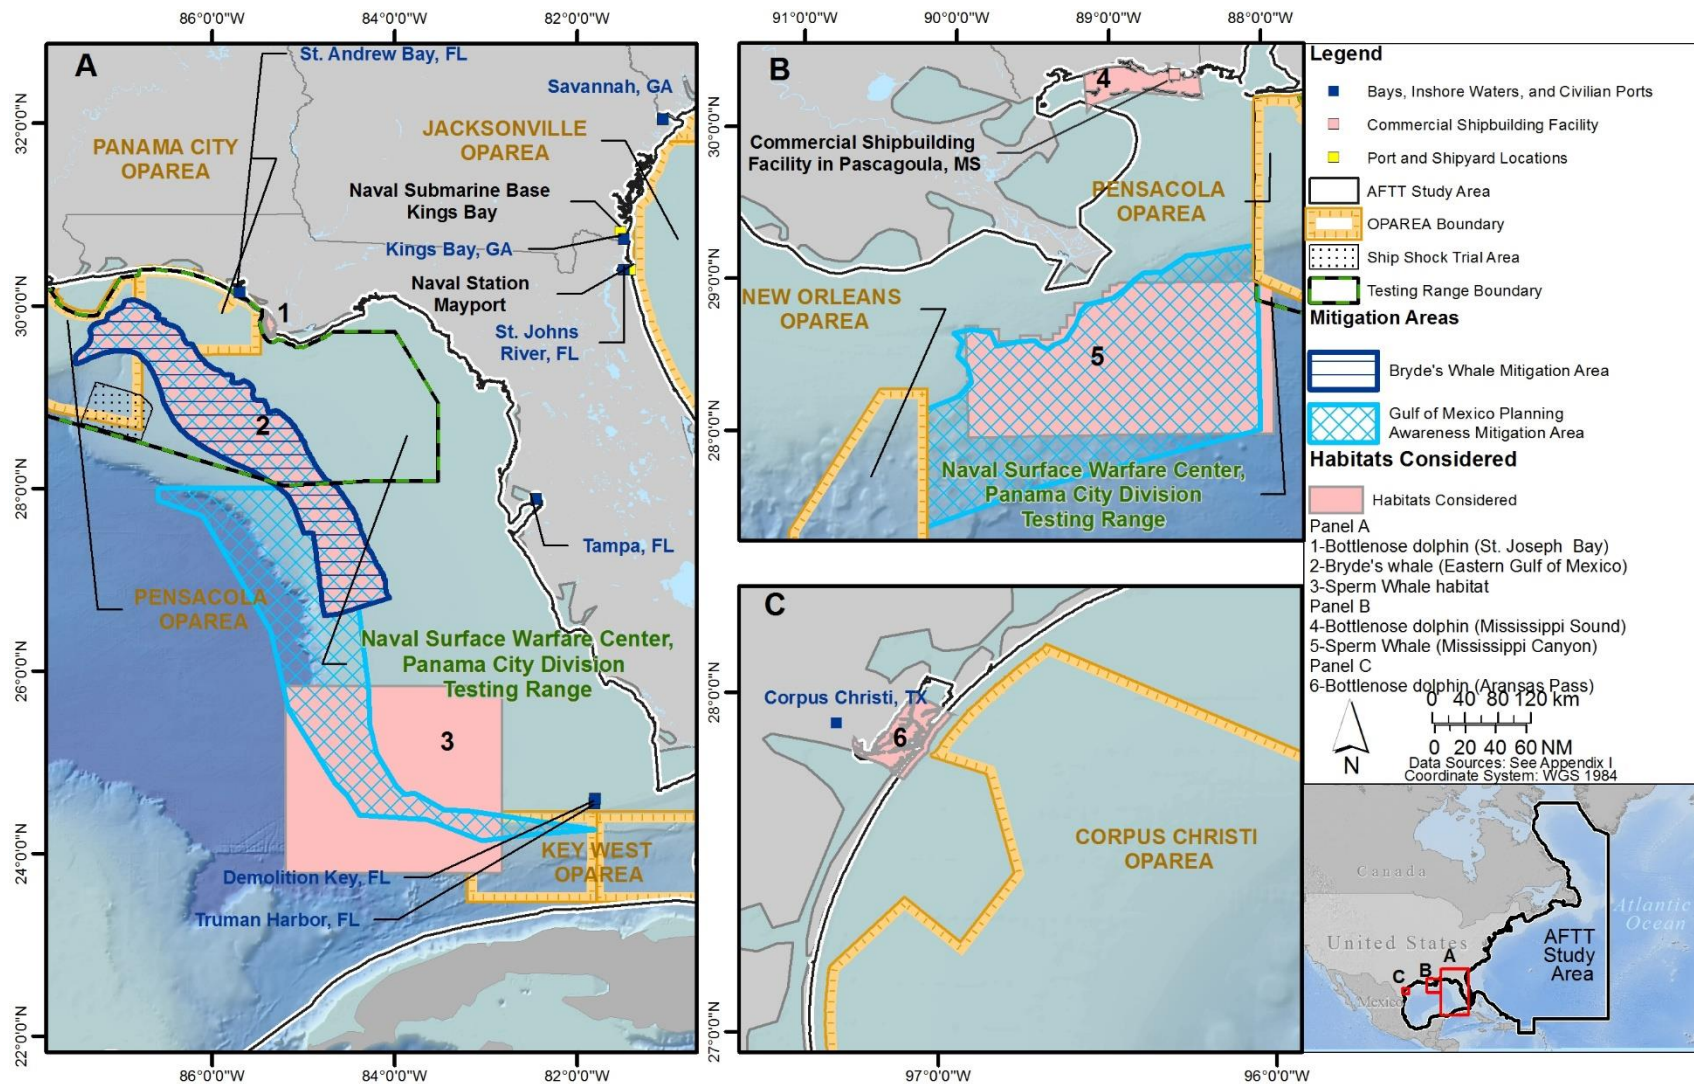 86°0'0"W
84°0'0"W
82°0'0"W
91°0'0"W
90°0'0"W
89°0'0"W
88°0'0"W
A
St. Andrew Bay, FL
Savannah, GA
PANAMA CITY
OPAREA
JACKSONVILLE
OPAREA
Naval Submarine Base
Kings Bay
Kings Bay, GA
Naval Station
Mayport
St. Johns
River, FL
1
2
Tampa, FL
PENSACOLA
OPAREA
Naval Surface Warfare Center,
Panama City Division
Testing Range
3
KEY WEST
OPAREA
Demolition Key, FL
Truman Harbor, FL
32°0'0"N
30°0'0"N
28°0'0"N
26°0'0"N
24°0'0"N
22°0'0"N
86°0'0"W
84°0'0"W
82°0'0"W
B
4
Commercial Shipbuilding
Facility in Pascagoula, MS
PENSACOLA
OPAREA
NEW ORLEANS
OPAREA
5
Naval Surface Warfare Center,
Panama City Division
Testing Range
30°0'0"N
29°0'0"N
28°0'0"N
C
Corpus Christi, TX
6
CORPUS CHRISTI
OPAREA
28°0'0"N
27°0'0"N
97°0'0"W
96°0'0"W
Legend
Bays, Inshore Waters, and Civilian Ports
Commercial Shipbuilding Facility
Port and Shipyard Locations
AFTT Study Area
OPAREA Boundary
Ship Shock Trial Area
Testing Range Boundary
Mitigation Areas
Bryde's Whale Mitigation Area
Gulf of Mexico Planning
Awareness Mitigation Area
Habitats Considered
Habitats Considered
Panel A
1-Bottlenose dolphin (St. Joseph Bay)
2-Bryde's whale (Eastern Gulf of Mexico)
3-Sperm Whale habitat
Panel B
4-Bottlenose dolphin (Mississippi Sound)
5-Sperm Whale (Mississippi Canyon)
Panel C
6-Bottlenose dolphin (Aransas Pass)
0 40 80 120 km
0 20 40 60 NM
N
Data Sources: See Appendix I
Coordinate System: WGS 1984
Canada
United States
Mexico
Atlantic
Ocean
AFTT
Study
Area
A
B
C